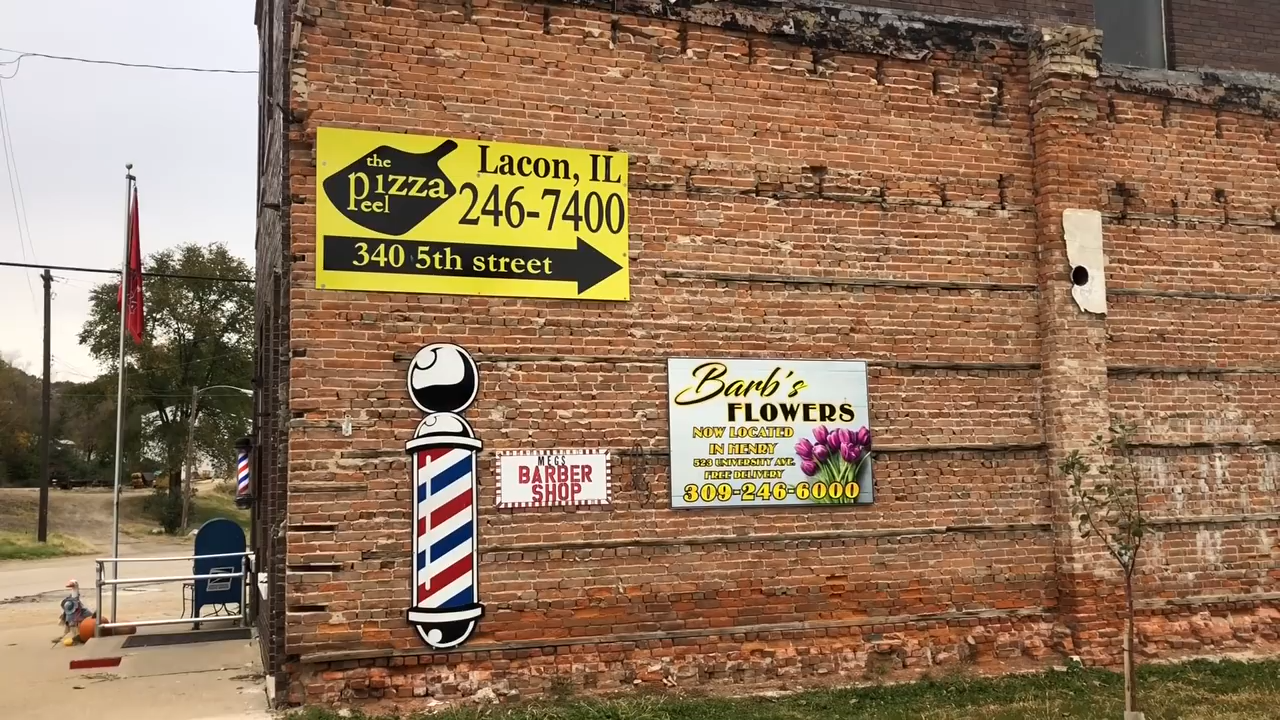 the
pizza
peel
Lacon, IL
246-7400
340 5th street
MEGS
BARBER
SHOP
Barb's
FLOWERS
NOW LOCATED
IN HENRY
523 UNIVERSITY AVE.
FREE DELIVERY
309-246-6000